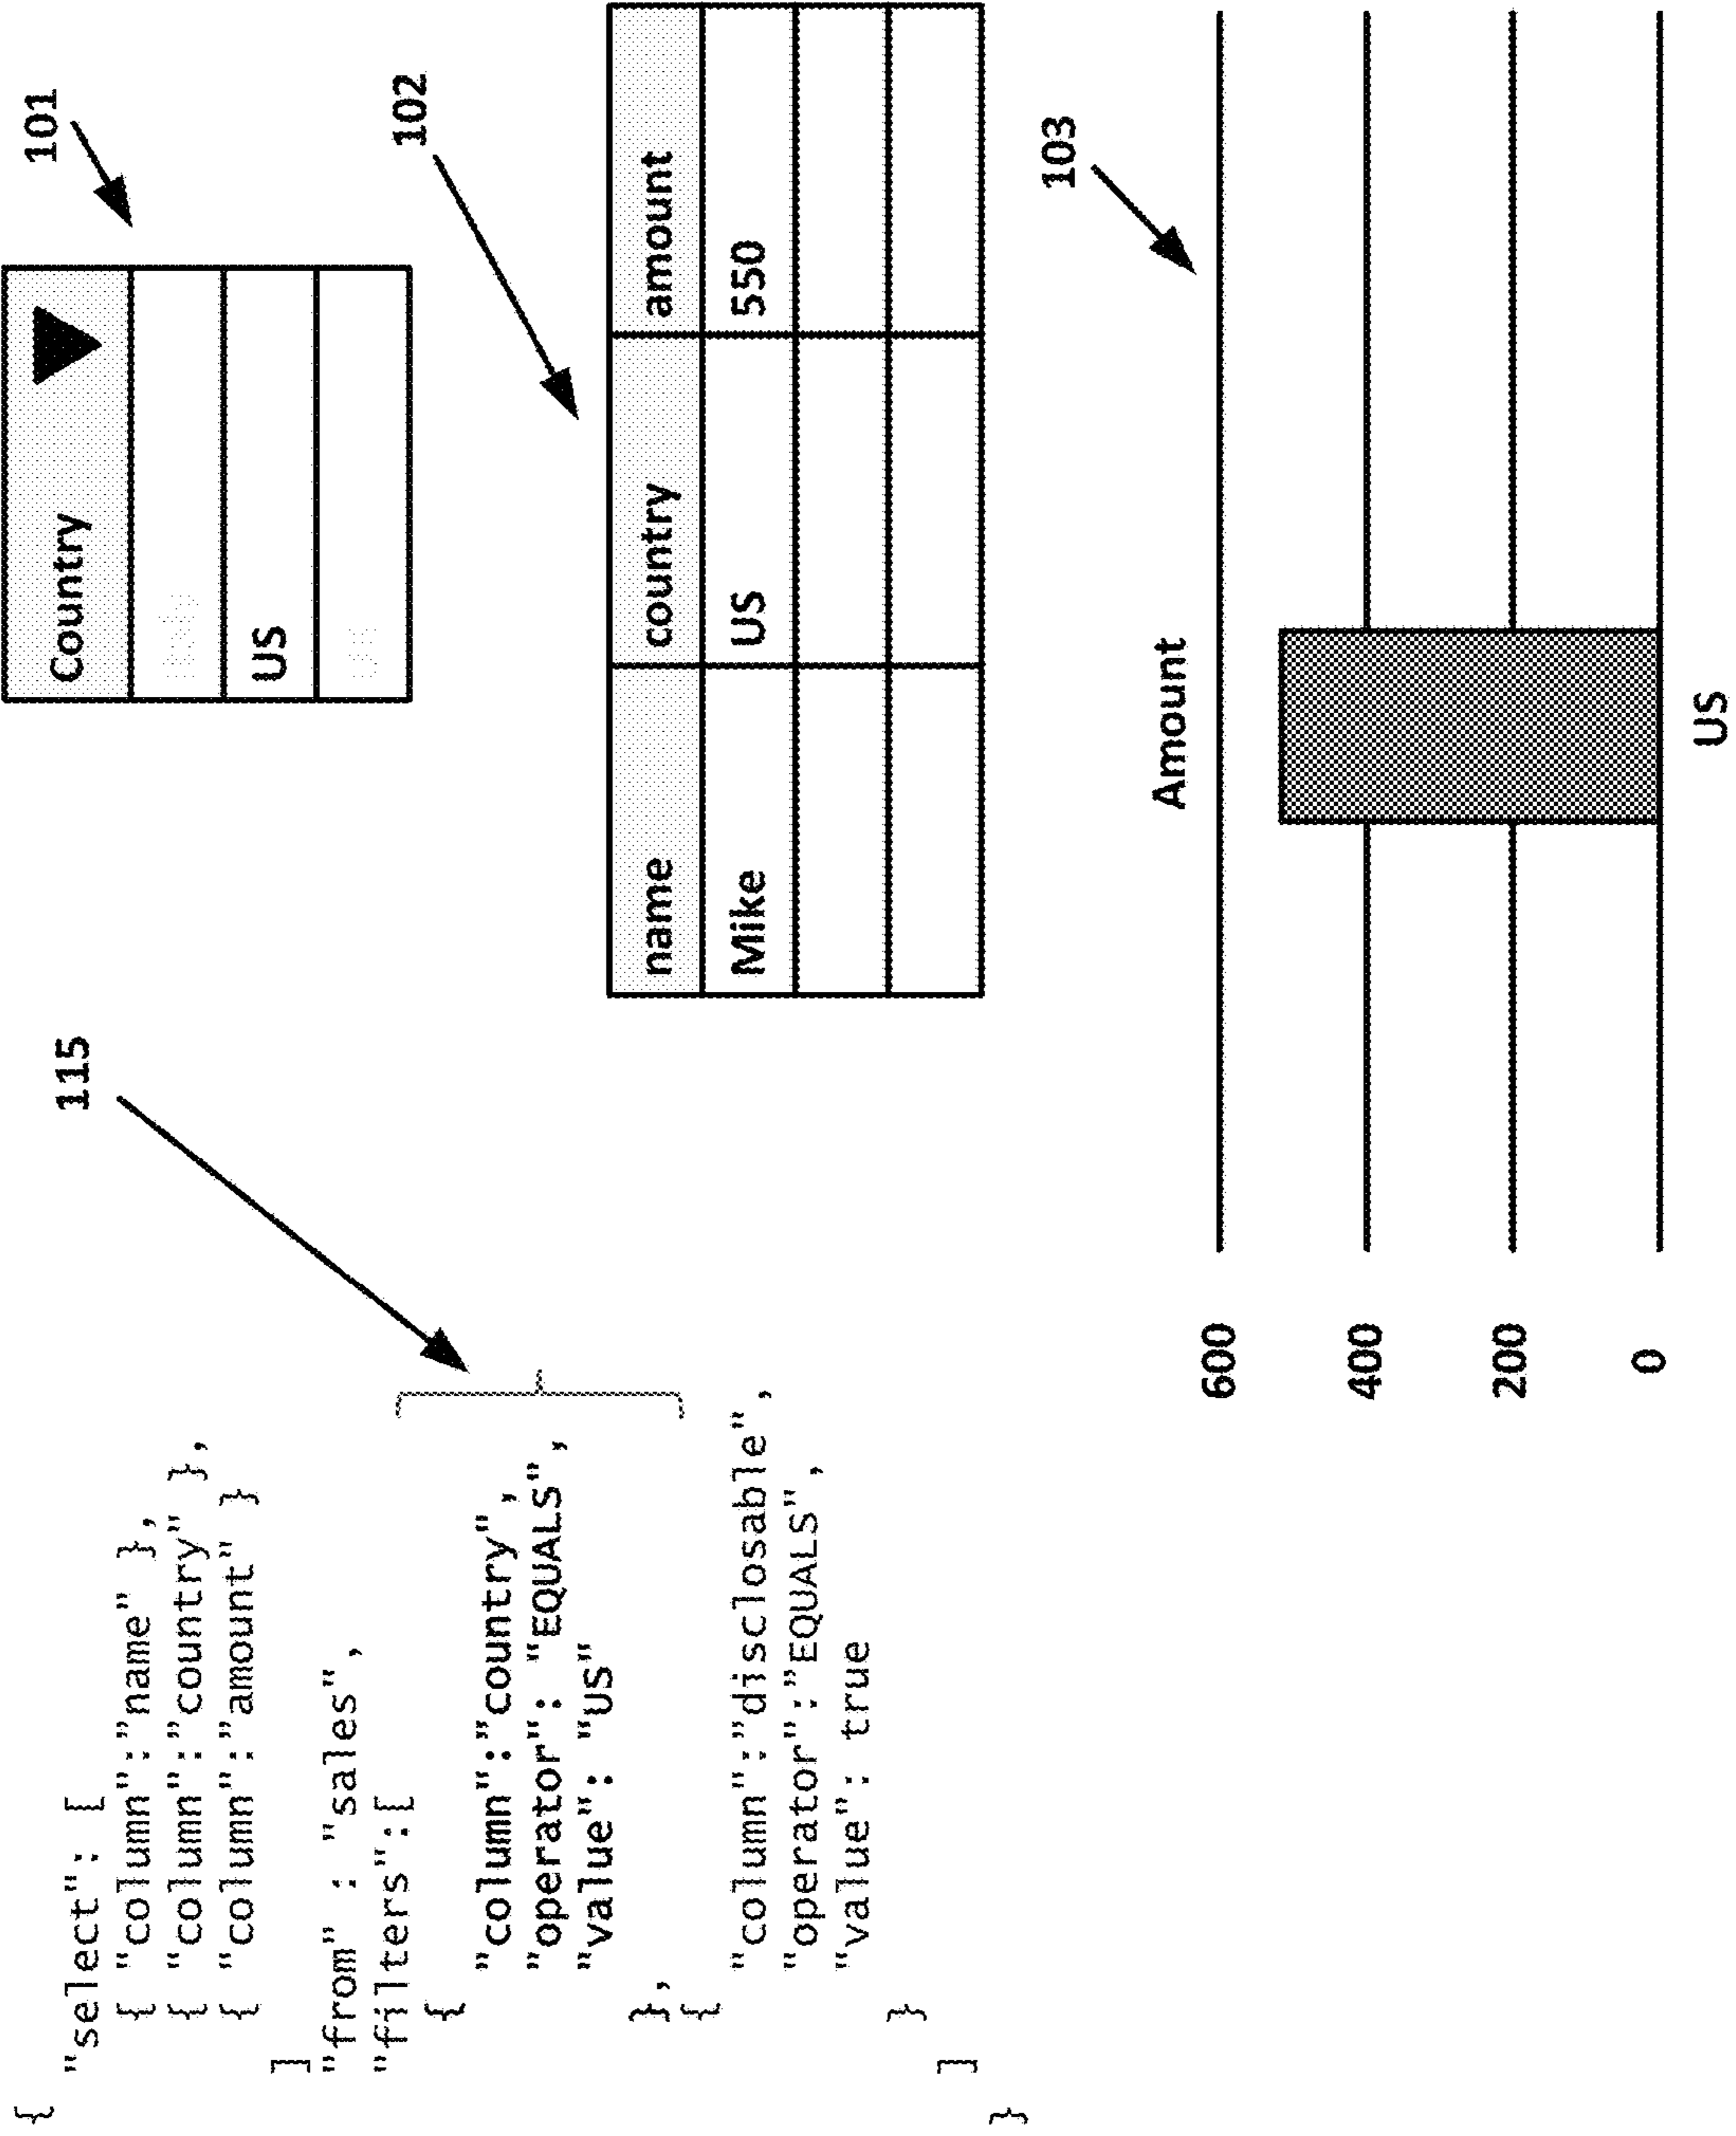 {
"select": [
{ "column":”name" },
{ "column":”country" },
{ "column":”amount" }
]
"from" : "sales",
"filters":[
{
"column":"country",
"operator": "EQUALS",
"value": "US"
},
{
"column":”disclosable",
"operator":”EQUALS",
"value": true
}
]
}
115
101
Country
US
102
name country amount
Mike US 550
103
Amount
600
400
200
0
US